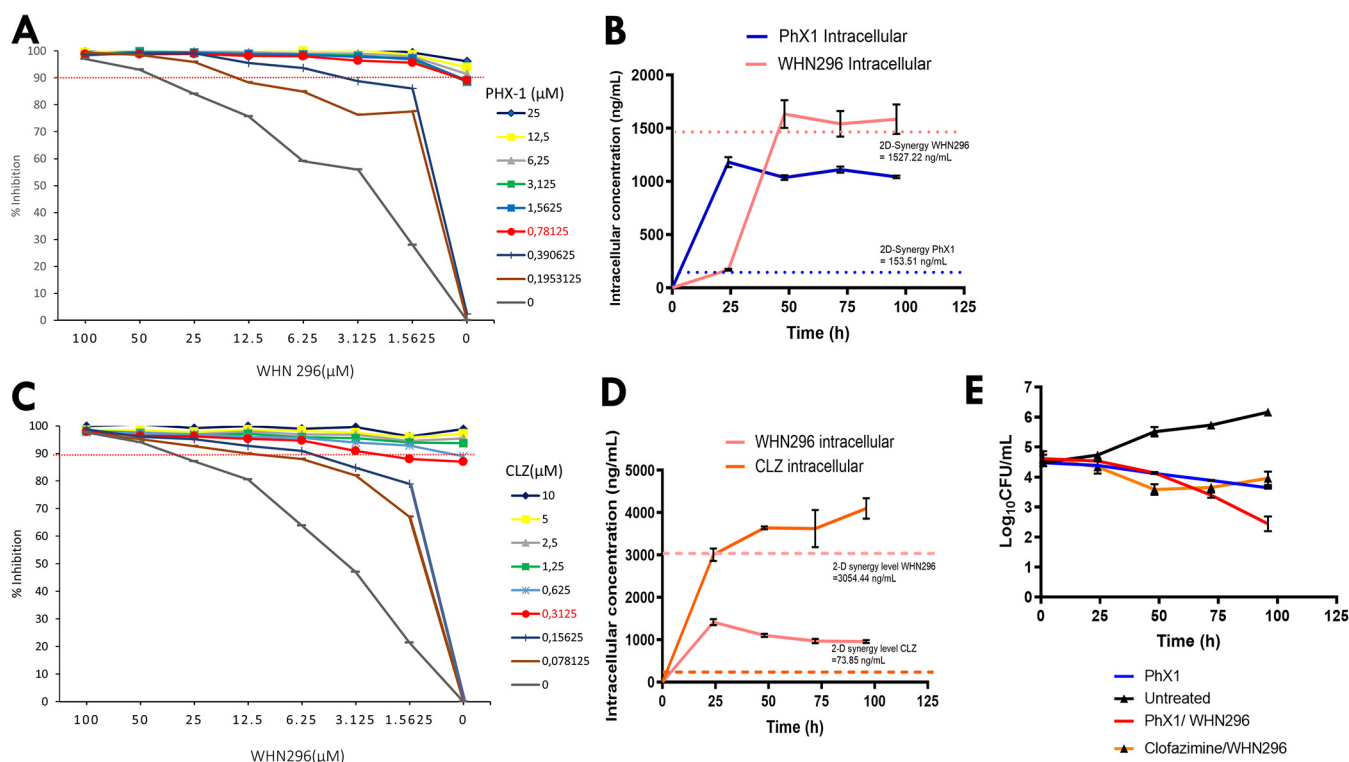 A
100
90
80
70
60
50
40
30
20
10
0
% Inhibition
100 50 25 12.5 6.25 3.125 1.5625 0
WHN 296(µM)
PHX-1 (µM)
25
12,5
6,25
3,125
1,5625
0,78125
0,390625
0,1953125
0
B
PhX1 Intracellular
WHN296 Intracellular
2000
1500
1000
500
0
Intracellular concentration (ng/mL)
2D-Synergy WHN296
= 1527.22 ng/mL
2D-Synergy PhX1
= 153.51 ng/mL
0 25 50 75 100 125
Time (h)
C
100
90
80
70
60
50
40
30
20
10
0
% Inhibition
100 50 25 12.5 6.25 3.125 1.5625 0
WHN296(µM)
CLZ(µM)
10
5
2,5
1,25
0,625
0,3125
0,15625
0,078125
0
D
WHN296 intracellular
CLZ intracellular
5000
4000
3000
2000
1000
0
Intracellular concentration (ng/mL)
2-D synergy level WHN296
=3054.44 ng/mL
2-D synergy level CLZ
=73.85 ng/mL
0 25 50 75 100 125
Time (h)
E
7
6
5
4
3
2
1
0
Log10CFU/mL
0 25 50 75 100 125
Time (h)
PhX1
Untreated
PhX1/ WHN296
Clofazimine/WHN296